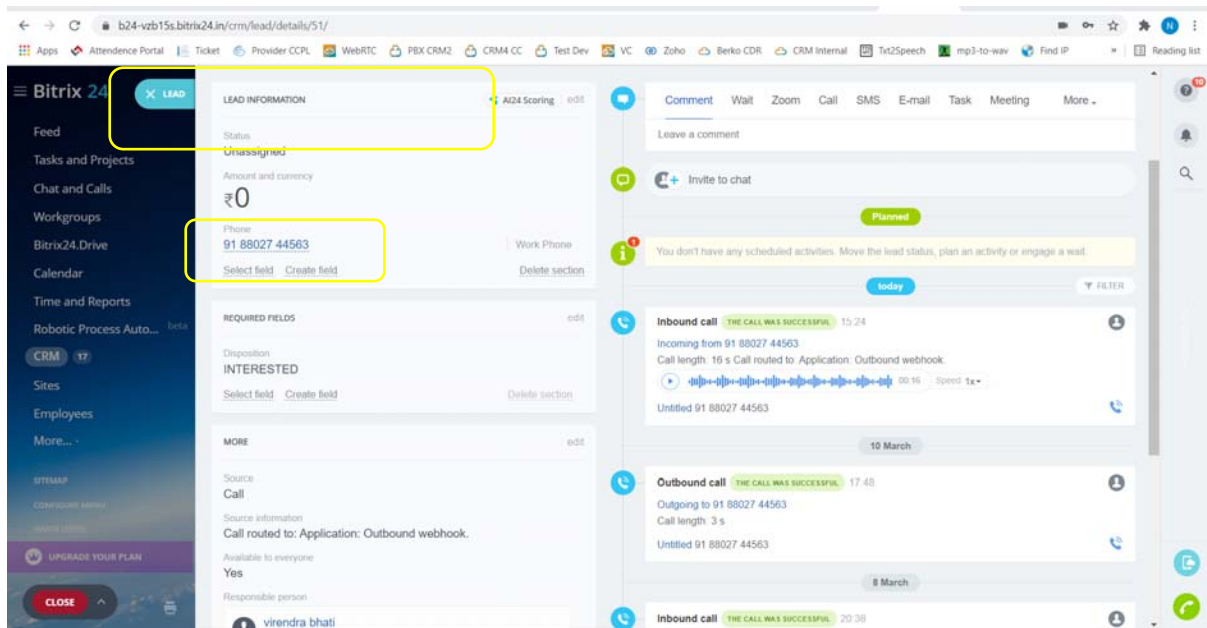 b24-vzb15s.bitrix24.in/crm/lead/details/51/
N
Apps Attendence Portal Ticket Provider CCPL WebRTC PBX CRM2 CRM4 CC Test Dev VC Zoho Berko CDR CRM Internal Txt2Speech mp3-to-wav Find IP » Reading list
Bitrix 24
LEAD
Feed
Tasks and Projects
Chat and Calls
Workgroups
Bitrix24.Drive
Calendar
Time and Reports
Robotic Process Auto... beta
CRM 17
Sites
Employees
More...
SITEMAP
CONFIGURE MENU
UPGRADE YOUR PLAN
CLOSE
LEAD INFORMATION
AI24 Scoring edit
Status
Unassigned
Amount and currency
₹0
Phone
91 88027 44563 Work Phone
Select field Create field Delete section
REQUIRED FIELDS edit
Disposition
INTERESTED
Select field Create field Delete section
MORE edit
Source
Call
Source information
Call routed to: Application: Outbound webhook.
Available to everyone
Yes
Responsible person
virendra bhati
Comment Wait Zoom Call SMS E-mail Task Meeting More
Leave a comment
Invite to chat
Planned
1
You don't have any scheduled activities. Move the lead status, plan an activity or engage a wait.
today
FILTER
Inbound call THE CALL WAS SUCCESSFUL 15:24
Incoming from 91 88027 44563
Call length: 16 s Call routed to: Application: Outbound webhook.
00:16 Speed 1x
Untitled 91 88027 44563
10 March
Outbound call THE CALL WAS SUCCESSFUL 17:48
Outgoing to 91 88027 44563
Call length: 3 s
Untitled 91 88027 44563
8 March
Inbound call THE CALL WAS SUCCESSFUL 20:38
10